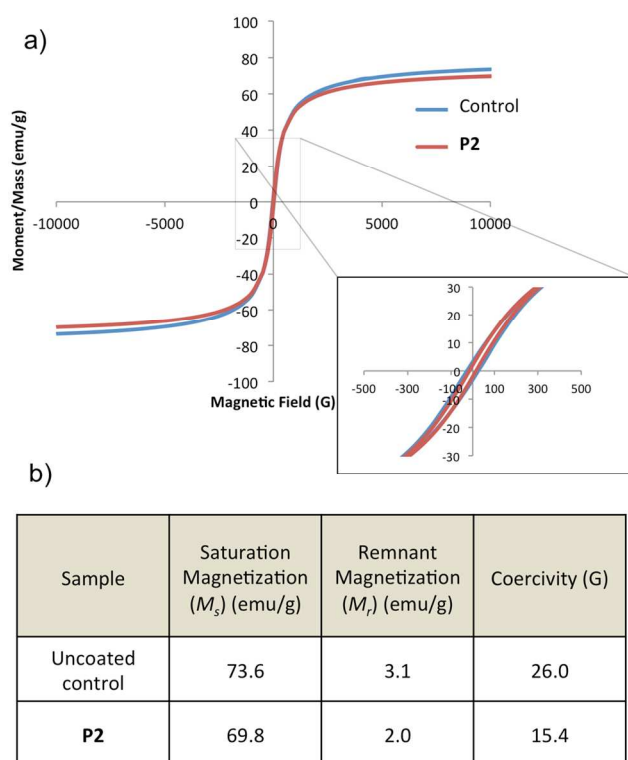 a)
100
80
60
40
20
0
-20
-40
-60
-80
-100
-10000
-5000
0
5000
10000
Moment/Mass (emu/g)
Magnetic Field (G)
Control
P2
30
20
10
0
-10
-20
-30
-500
-300
-100
100
300
500
b)
Sample
Saturation
Magnetization
(Ms) (emu/g)
Remnant
Magnetization
(Mr) (emu/g)
Coercivity (G)
Uncoated
control
73.6
3.1
26.0
P2
69.8
2.0
15.4